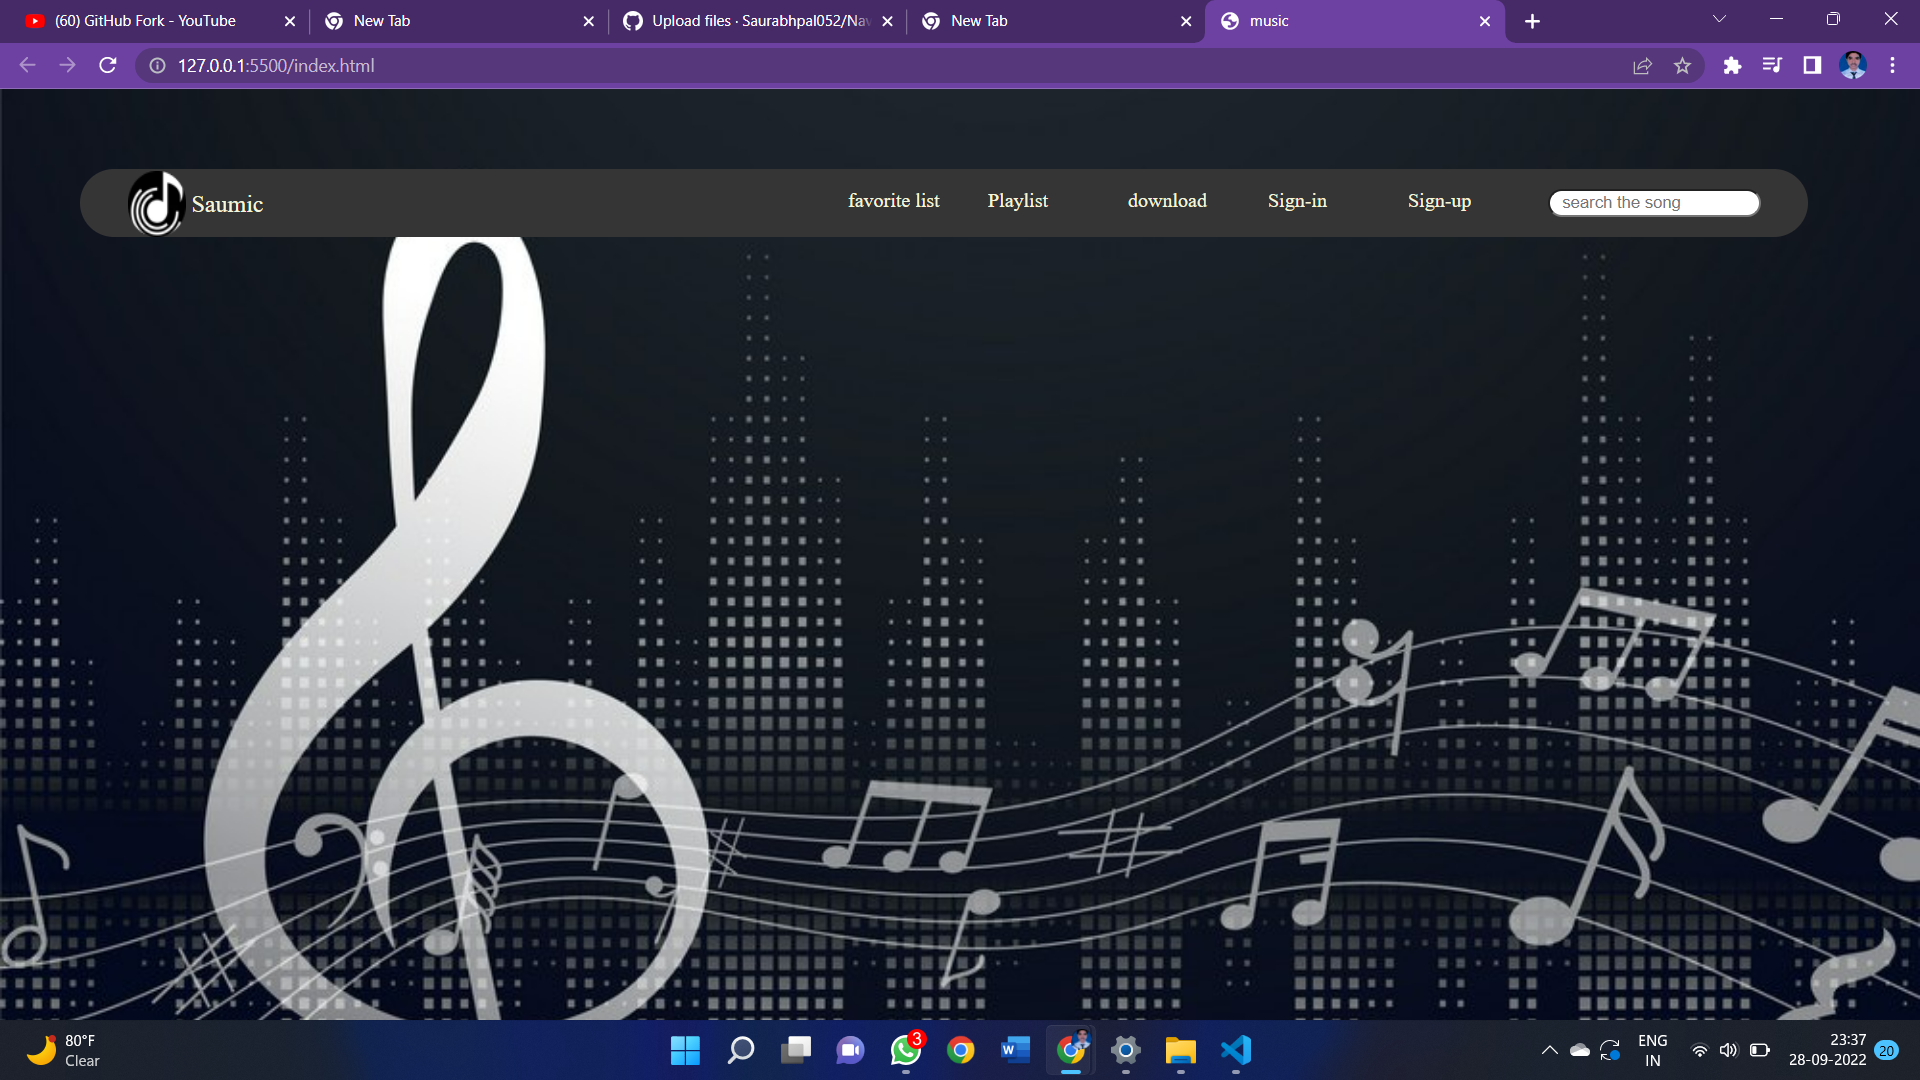 (60) GitHub Fork - YouTube
New Tab
Upload files · Saurabhpal052/Nav
New Tab
music
127.0.0.1:5500/index.html
Saumic
favorite list
Playlist
download
Sign-in
Sign-up
search the song
80°F
Clear
3
ENG
IN
23:37
28-09-2022
20